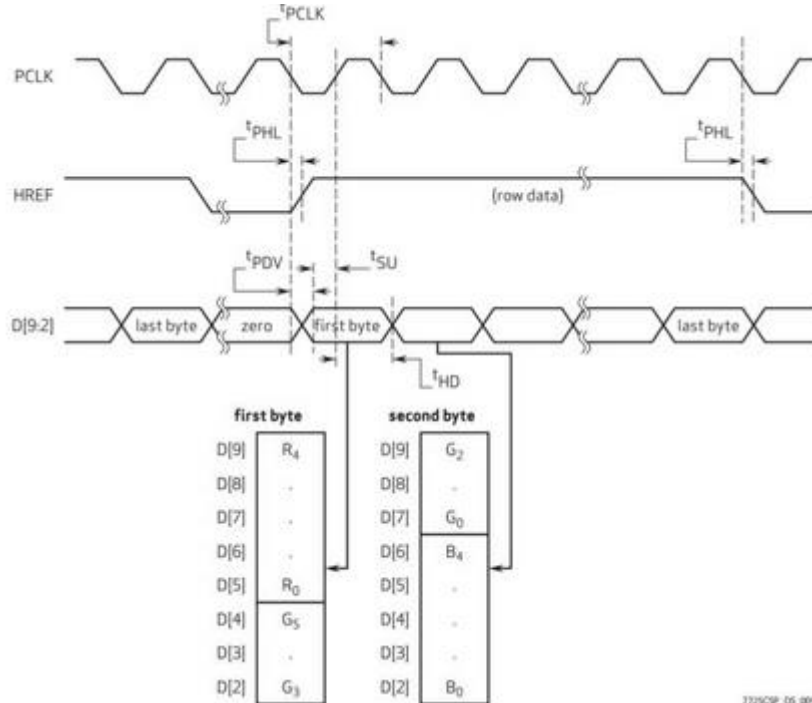 tPCLK
PCLK
tPHL
tPHL
HREF
(row data)
tPDV
tSU
D[9:2]
last byte
zero
first byte
last byte
tHD
first byte
second byte
D[9] R4
D[8] .
D[7] .
D[6] .
D[5] R0
D[4] G5
D[3] .
D[2] G3
D[9] G2
D[8] .
D[7] G0
D[6] B4
D[5] .
D[4] .
D[3] .
D[2] B0